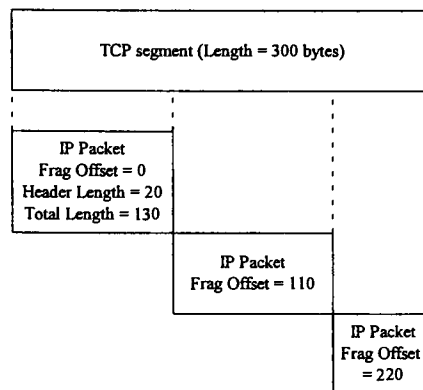 TCP segment (Length = 300 bytes)
IP Packet
Frag Offset = 0
Header Length = 20
Total Length = 130
IP Packet
Frag Offset = 110
IP Packet
Frag Offset
= 220